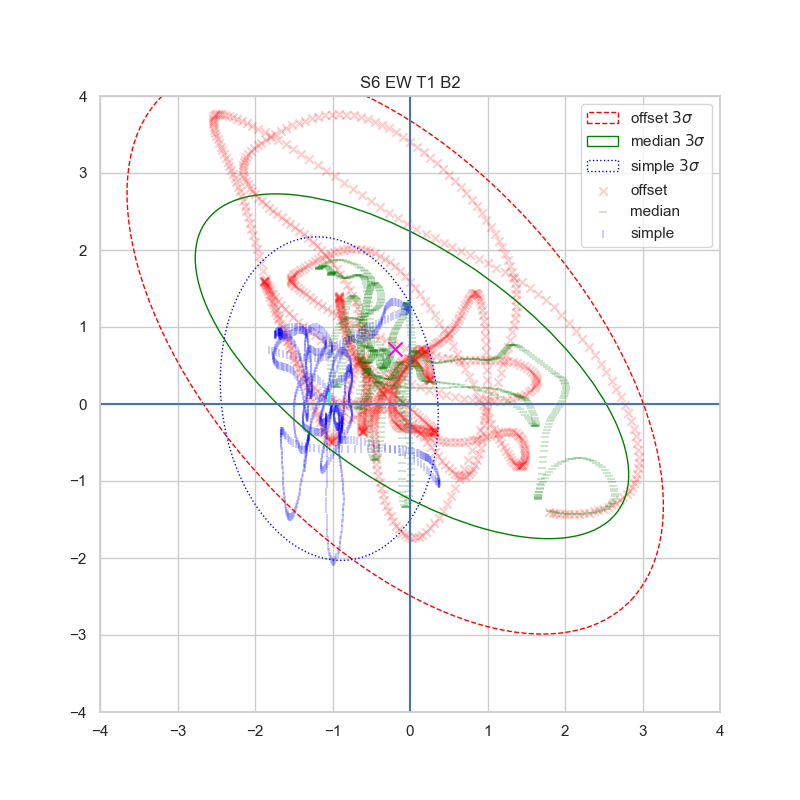 S6 EW T1 B2
offset 3σ
median 3σ
simple 3σ
offset
median
simple
4
3
2
1
0
−1
−2
−3
−4
−4 −3 −2 −1 0 1 2 3 4